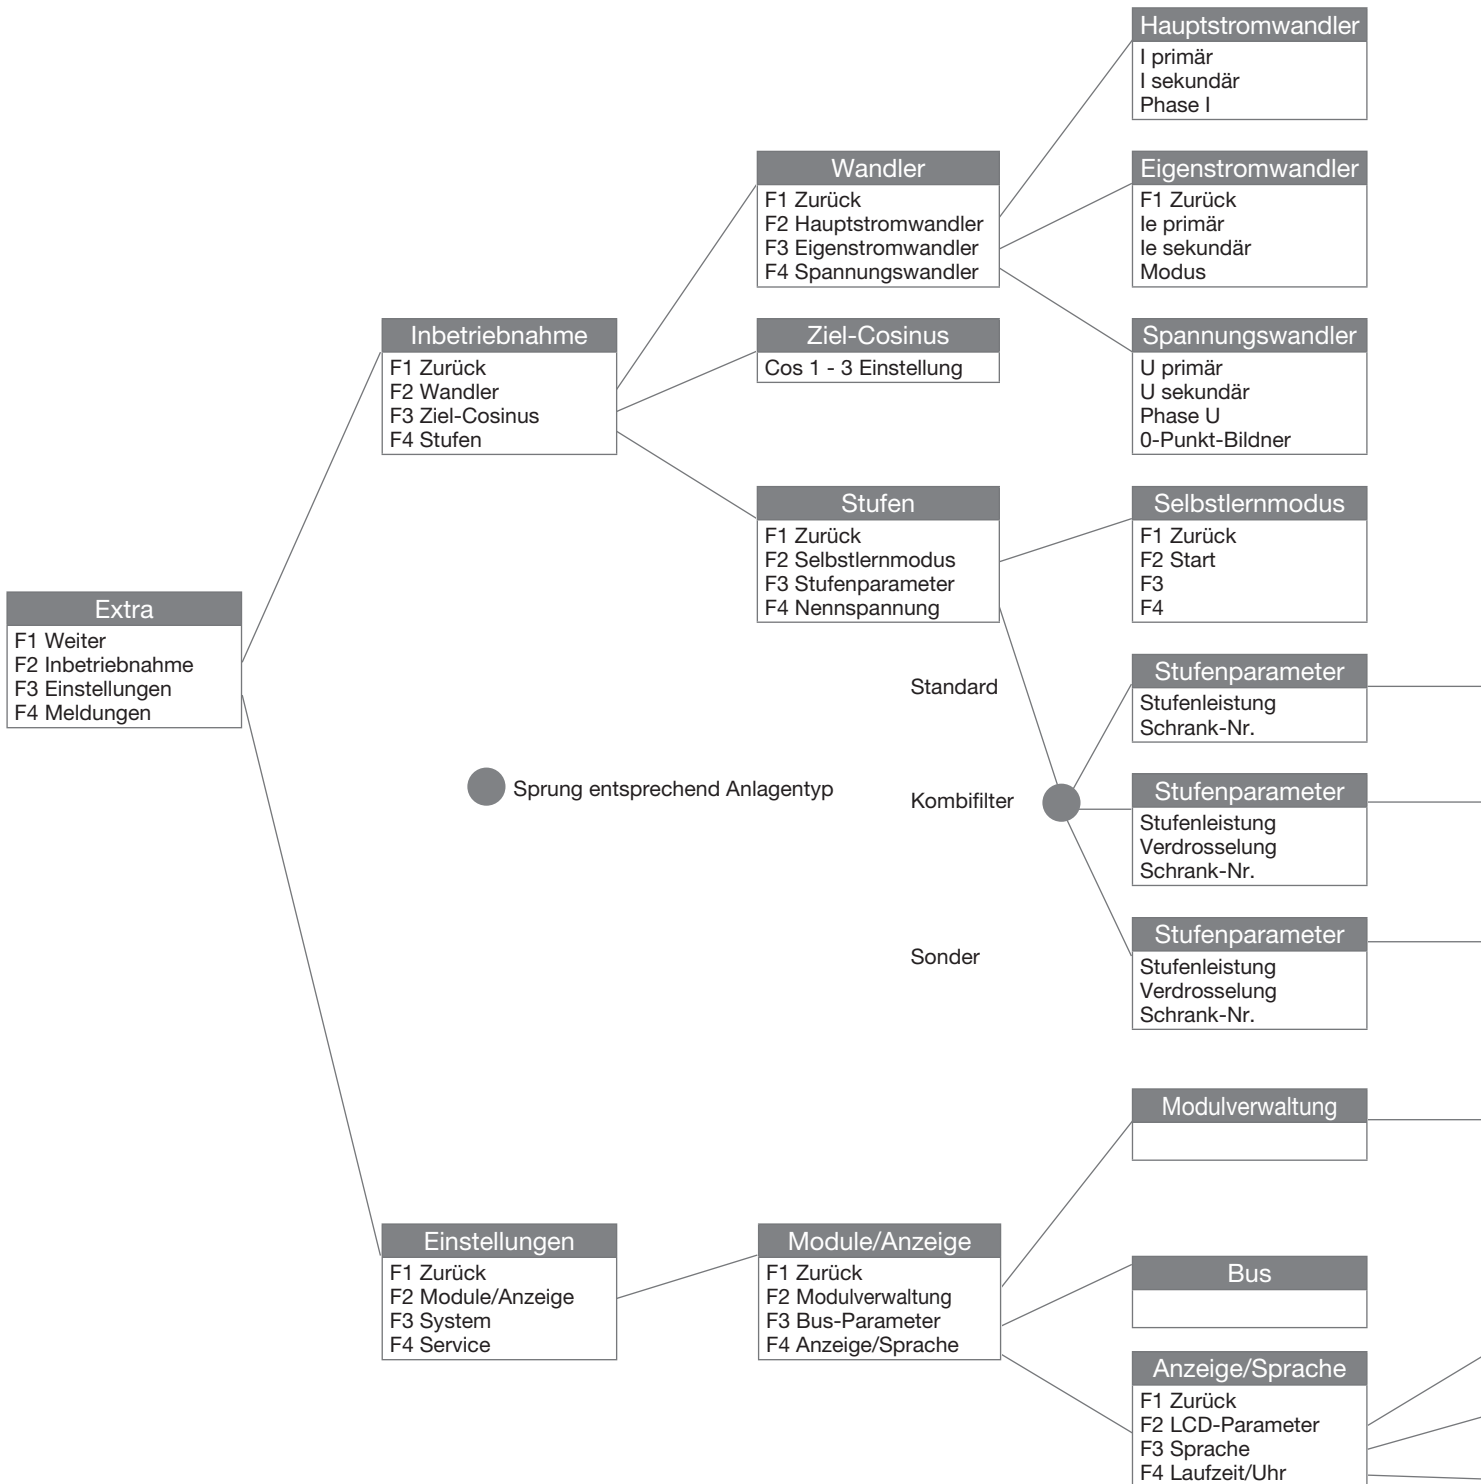 Hauptstromwandler
I primär
I sekundär
Phase I
Wandler
F1 Zurück
F2 Hauptstromwandler
F3 Eigenstromwandler
F4 Spannungswandler
Eigenstromwandler
F1 Zurück
Ie primär
Ie sekundär
Modus
Inbetriebnahme
F1 Zurück
F2 Wandler
F3 Ziel-Cosinus
F4 Stufen
Ziel-Cosinus
Cos 1 - 3 Einstellung
Spannungswandler
U primär
U sekundär
Phase U
0-Punkt-Bildner
Stufen
F1 Zurück
F2 Selbstlernmodus
F3 Stufenparameter
F4 Nennspannung
Selbstlernmodus
F1 Zurück
F2 Start
F3
F4
Extra
F1 Weiter
F2 Inbetriebnahme
F3 Einstellungen
F4 Meldungen
Standard
Stufenparameter
Stufenleistung
Schrank-Nr.
Sprung entsprechend Anlagentyp
Kombifilter
Stufenparameter
Stufenleistung
Verdrosselung
Schrank-Nr.
Sonder
Stufenparameter
Stufenleistung
Verdrosselung
Schrank-Nr.
Modulverwaltung
Einstellungen
F1 Zurück
F2 Module/Anzeige
F3 System
F4 Service
Module/Anzeige
F1 Zurück
F2 Modulverwaltung
F3 Bus-Parameter
F4 Anzeige/Sprache
Bus
Anzeige/Sprache
F1 Zurück
F2 LCD-Parameter
F3 Sprache
F4 Laufzeit/Uhr